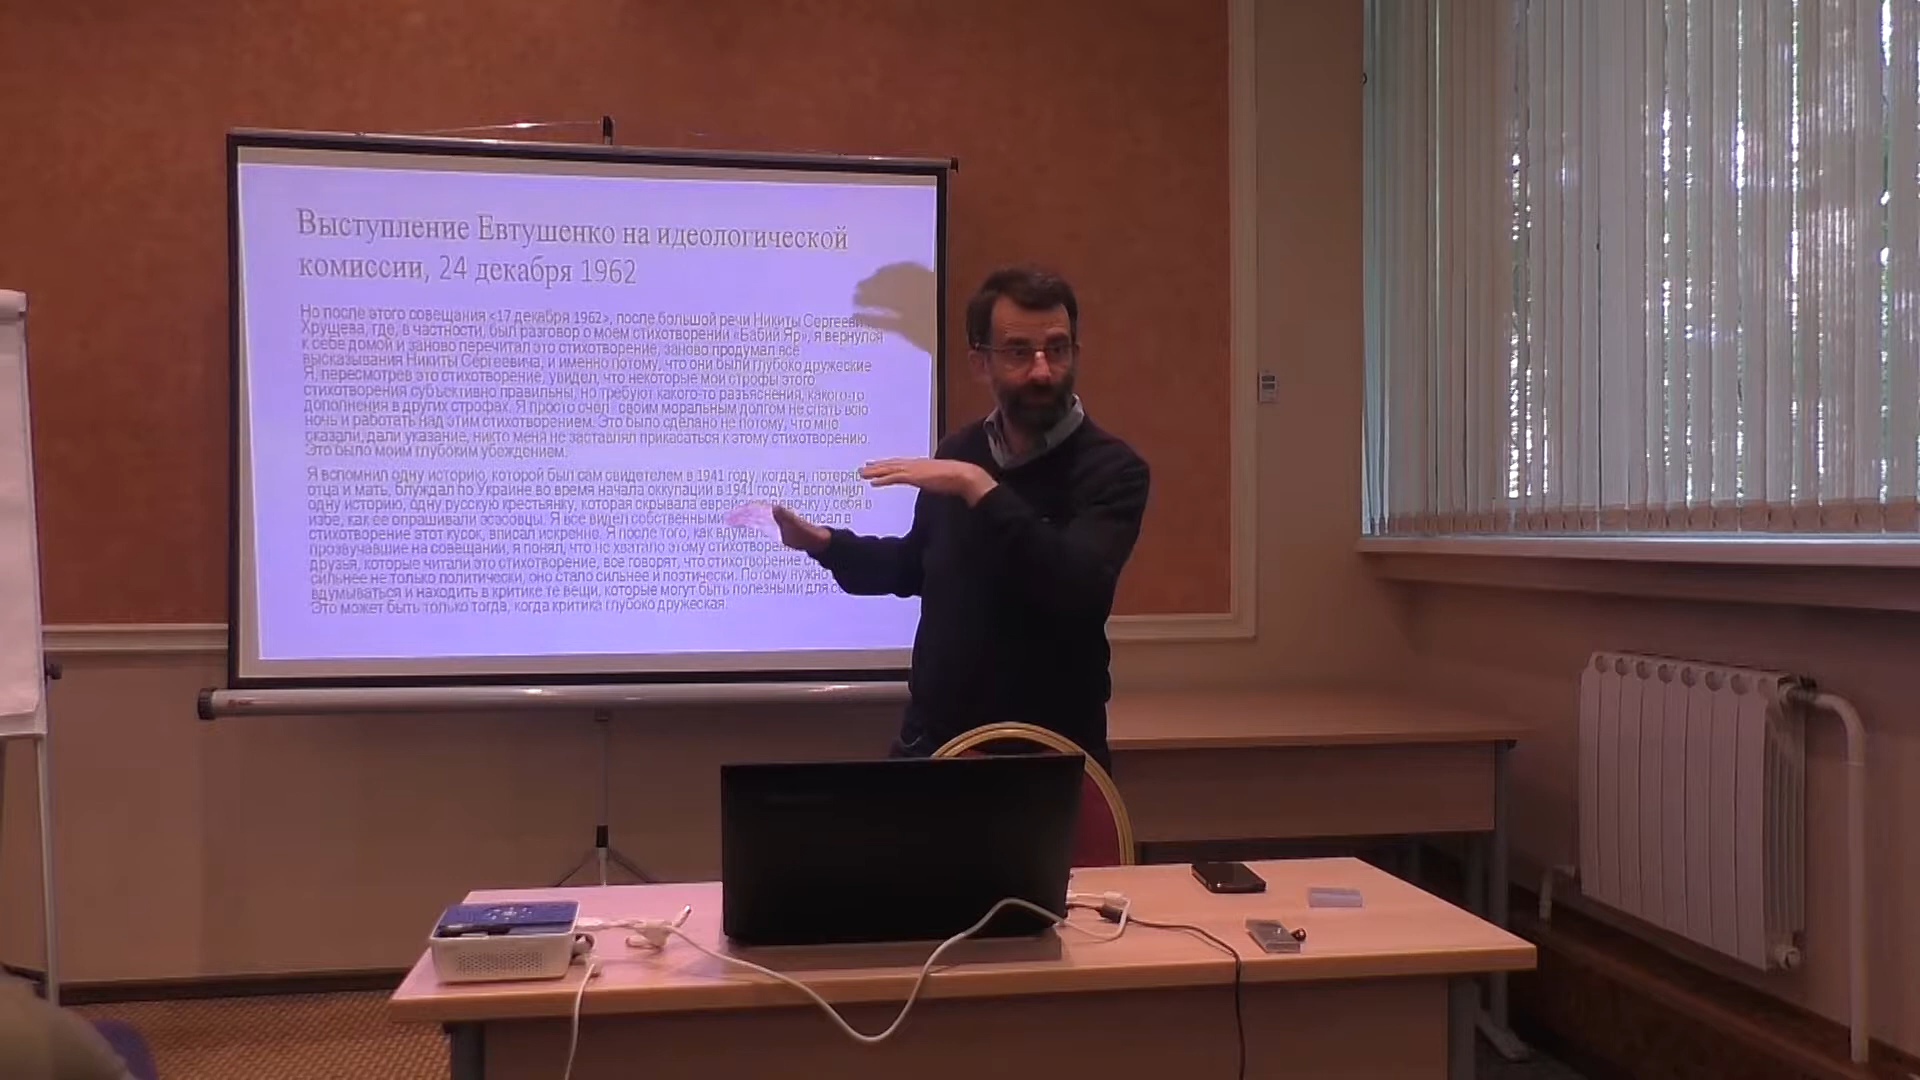 Выступление Евтушенко на идеологической
комиссии, 24 декабря 1962
Но после этого совещания <17 декабря 1962>, после большой речи Никиты Сергеевича
Хрущева, где, в частности, был разговор о моем стихотворении «Бабий Яр», я вернулся
к себе домой и заново перечитал это стихотворение, заново продумал все
высказывания Никиты Сергеевича, и именно потому, что они были глубоко дружеские
Я, пересмотрев это стихотворение, увидел, что некоторые мои строфы этого
стихотворения субъективно правильны, но требуют какого-то разъяснения, какого-то
дополнения в других строфах. Я просто счел своим моральным долгом не спать всю
ночь и работать над этим стихотворением. Это было сделано не потому, что мне
сказали, дали указание, никто меня не заставлял прикасаться к этому стихотворению.
Это было моим глубоким убеждением.
Я вспомнил одну историю, которой был сам свидетелем в 1941 году, когда я, потеряв
отца и мать, блуждал по Украине во время начала оккупации в 1941 году. Я вспомнил
одну историю, одну русскую крестьянку, которая скрывала девочку у себя в
избе, как ее опрашивали эсэсовцы. Я все видел собственными вписал в
стихотворение этот кусок, вписал искренне. Я после того, как
прозвучавшие на совещании, я понял, что не хватало этому
друзья, которые читали это стихотворение, все говорят, что стихотворение
сильнее не только политически, оно стало сильнее и поэтически. Потому нужно
вдумываться и находить в критике те вещи, которые могут быть полезными для
Это может быть только тогда, когда критика глубоко дружеская.